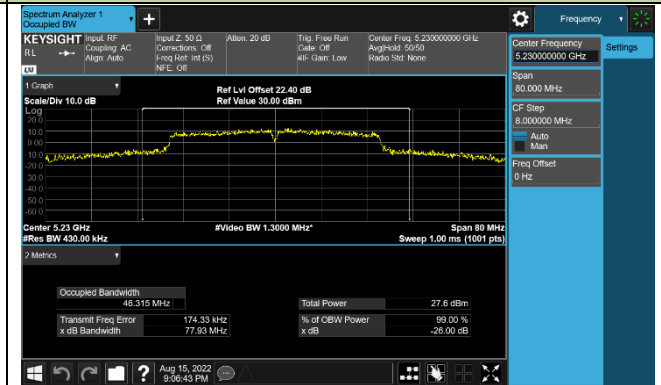 Spectrum Analyzer 1
Occupied BW
Frequency
KEYSIGHT
RL
LXI
Input: RF
Coupling: AC
Align: Auto
Input Z: 50 Ω
Corrections: Off
Freq Ref: Int (S)
NFE: Off
Atten: 20 dB
Trig: Free Run
Gate: Off
#IF Gain: Low
Center Freq: 5.230000000 GHz
Avg|Hold: 50/50
Radio Std: None
Center Frequency
5.230000000 GHz
Settings
Span
80.000 MHz
CF Step
8.000000 MHz
Auto
Man
Freq Offset
0 Hz
1 Graph
Scale/Div 10.0 dB
Ref Lvl Offset 22.40 dB
Ref Value 30.00 dBm
Log
20.0
10.0
0.00
-10.0
-20.0
-30.0
-40.0
-50.0
-60.0
Center 5.23 GHz
#Res BW 430.00 kHz
#Video BW 1.3000 MHz*
Span 80 MHz
Sweep 1.00 ms (1001 pts)
2 Metrics
Occupied Bandwidth
46.315 MHz
Total Power 27.6 dBm
Transmit Freq Error 174.33 kHz
% of OBW Power 99.00 %
x dB Bandwidth 77.93 MHz
x dB -26.00 dB
?
Aug 15, 2022
9:06:43 PM